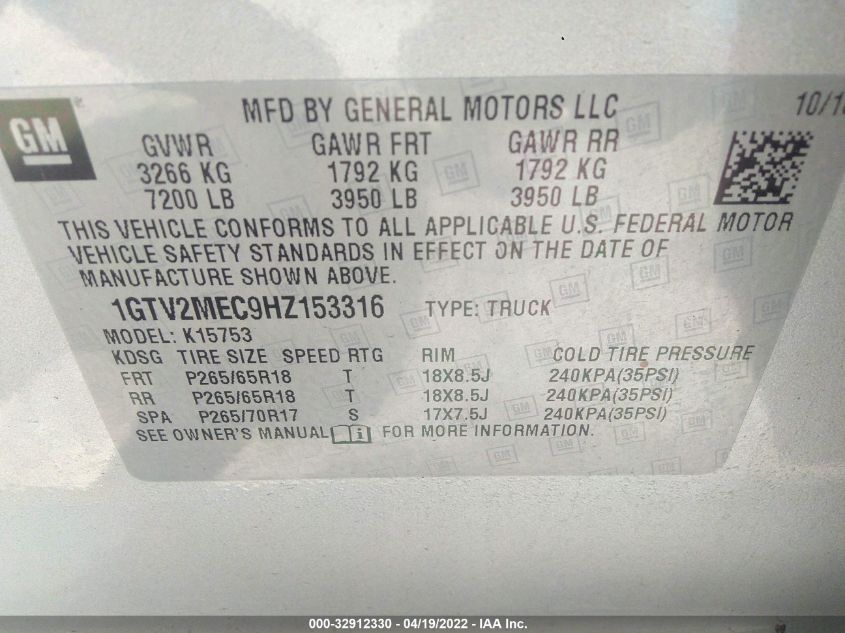 GM
MFD BY GENERAL MOTORS LLC
GVWR GAWR FRT GAWR RR
3266 KG 1792 KG 1792 KG
7200 LB 3950 LB 3950 LB
THIS VEHICLE CONFORMS TO ALL APPLICABLE U.S. FEDERAL MOTOR
VEHICLE SAFETY STANDARDS IN EFFECT ON THE DATE OF
MANUFACTURE SHOWN ABOVE.
1GTV2MEC9HZ153316 TYPE: TRUCK
MODEL: K15753
KDSG TIRE SIZE SPEED RTG RIM COLD TIRE PRESSURE
FRT P265/65R18 T 18X8.5J 240KPA(35PSI)
RR P265/65R18 T 18X8.5J 240KPA(35PSI)
SPA P265/70R17 S 17X7.5J 240KPA(35PSI)
SEE OWNER'S MANUAL i FOR MORE INFORMATION.
000-32912330 - 04/19/2022 - IAA Inc.